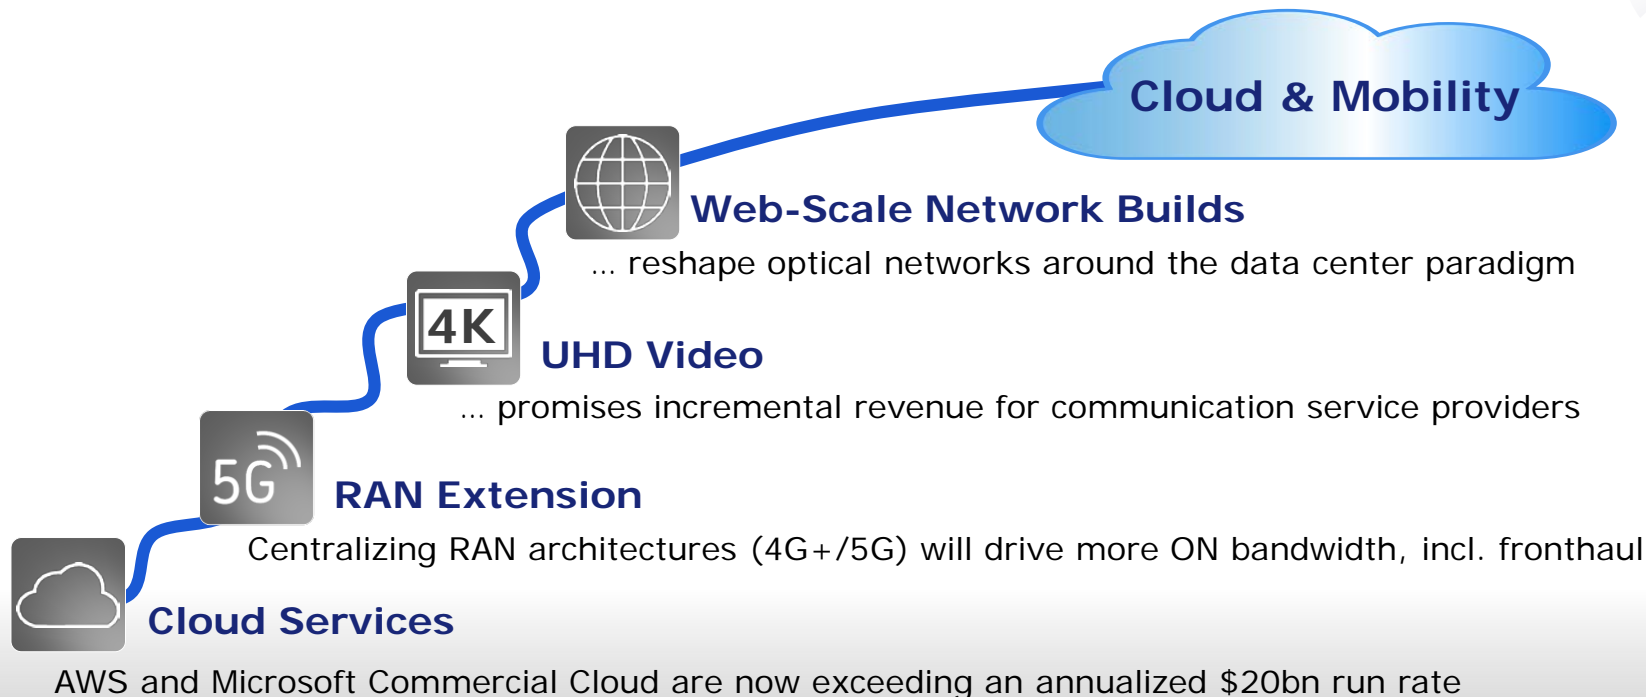 Cloud & Mobility
Web-Scale Network Builds
... reshape optical networks around the data center paradigm
4K
UHD Video
... promises incremental revenue for communication service providers
5G
RAN Extension
Centralizing RAN architectures (4G+/5G) will drive more ON bandwidth, incl. fronthaul
Cloud Services
AWS and Microsoft Commercial Cloud are now exceeding an annualized $20bn run rate